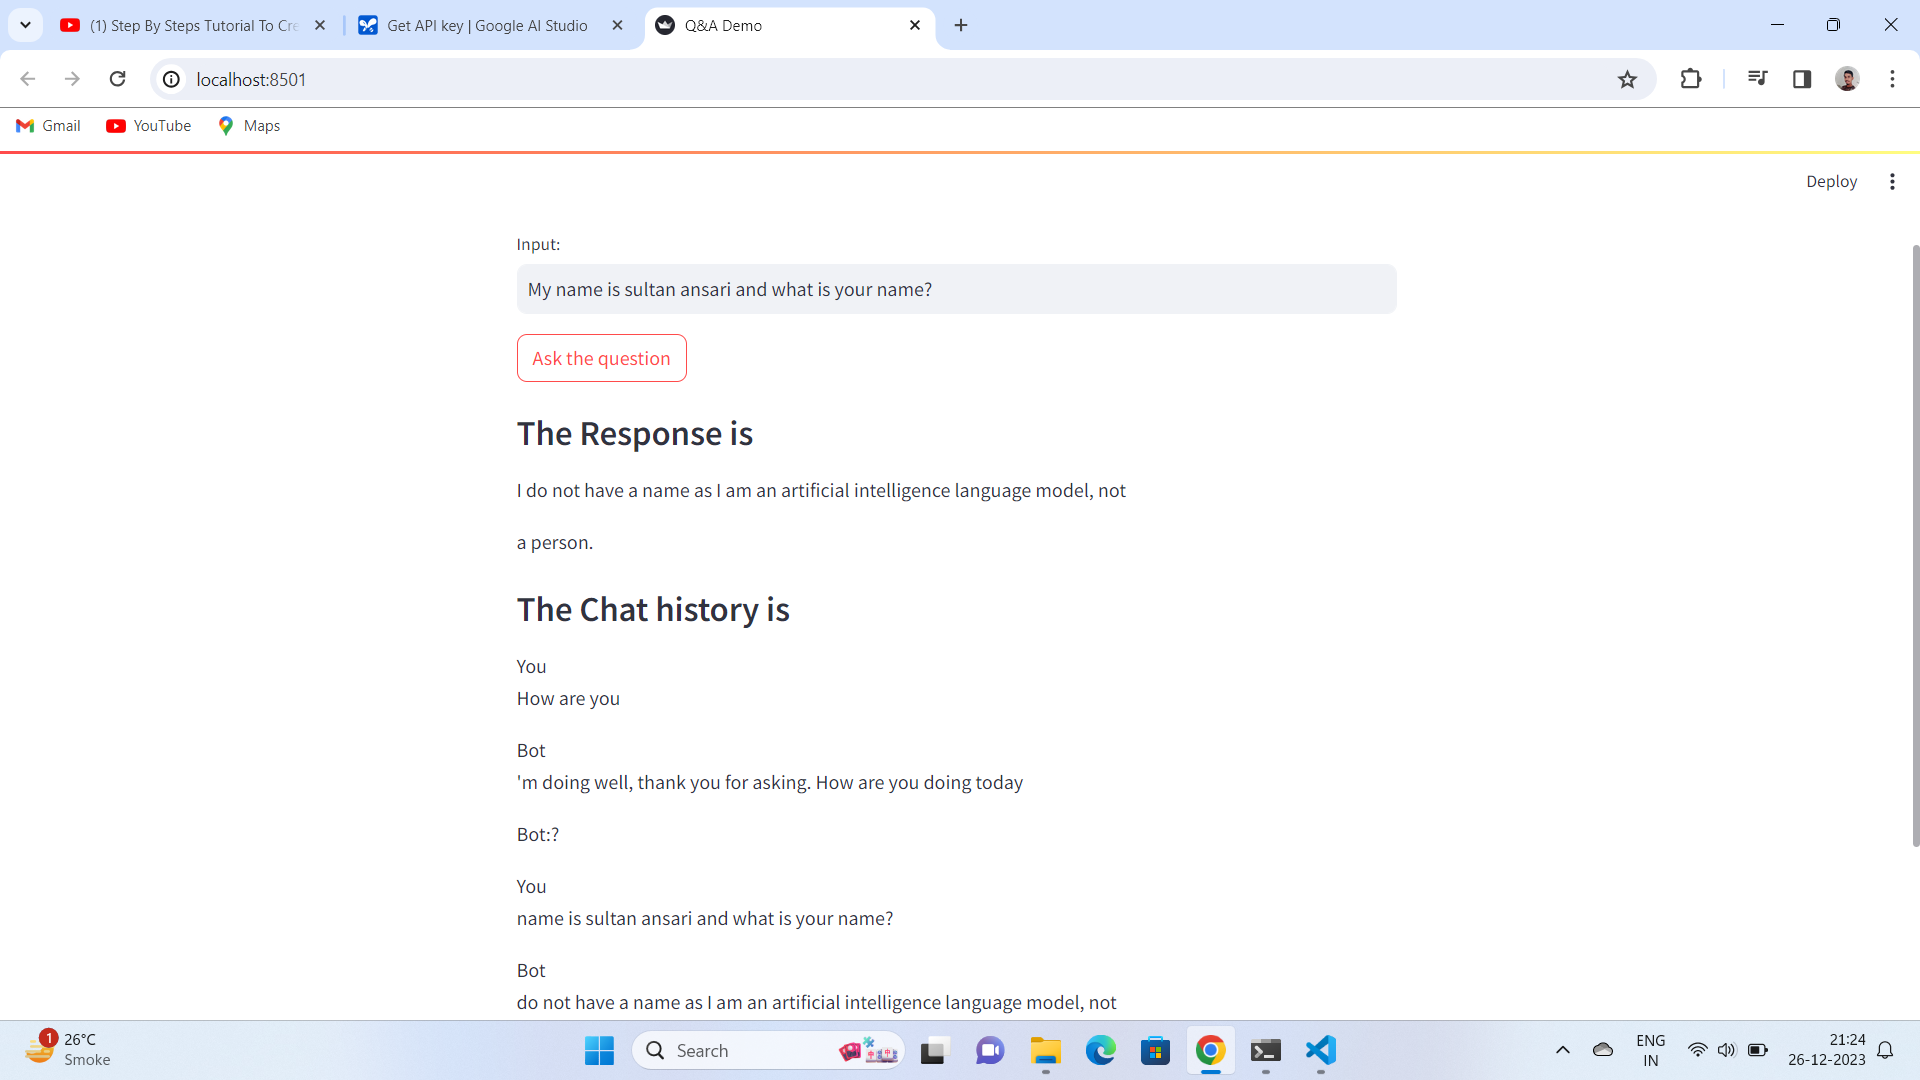 (1) Step By Steps Tutorial To Cre
Get API key | Google AI Studio
Q&A Demo
localhost:8501
Gmail
YouTube
Maps
Deploy
Input:
My name is sultan ansari and what is your name?
Ask the question
The Response is
I do not have a name as I am an artificial intelligence language model, not
a person.
The Chat history is
You
How are you
Bot
'm doing well, thank you for asking. How are you doing today
Bot:?
You
name is sultan ansari and what is your name?
Bot
do not have a name as I am an artificial intelligence language model, not
1
26°C
Smoke
Search
ENG
IN
21:24
26-12-2023